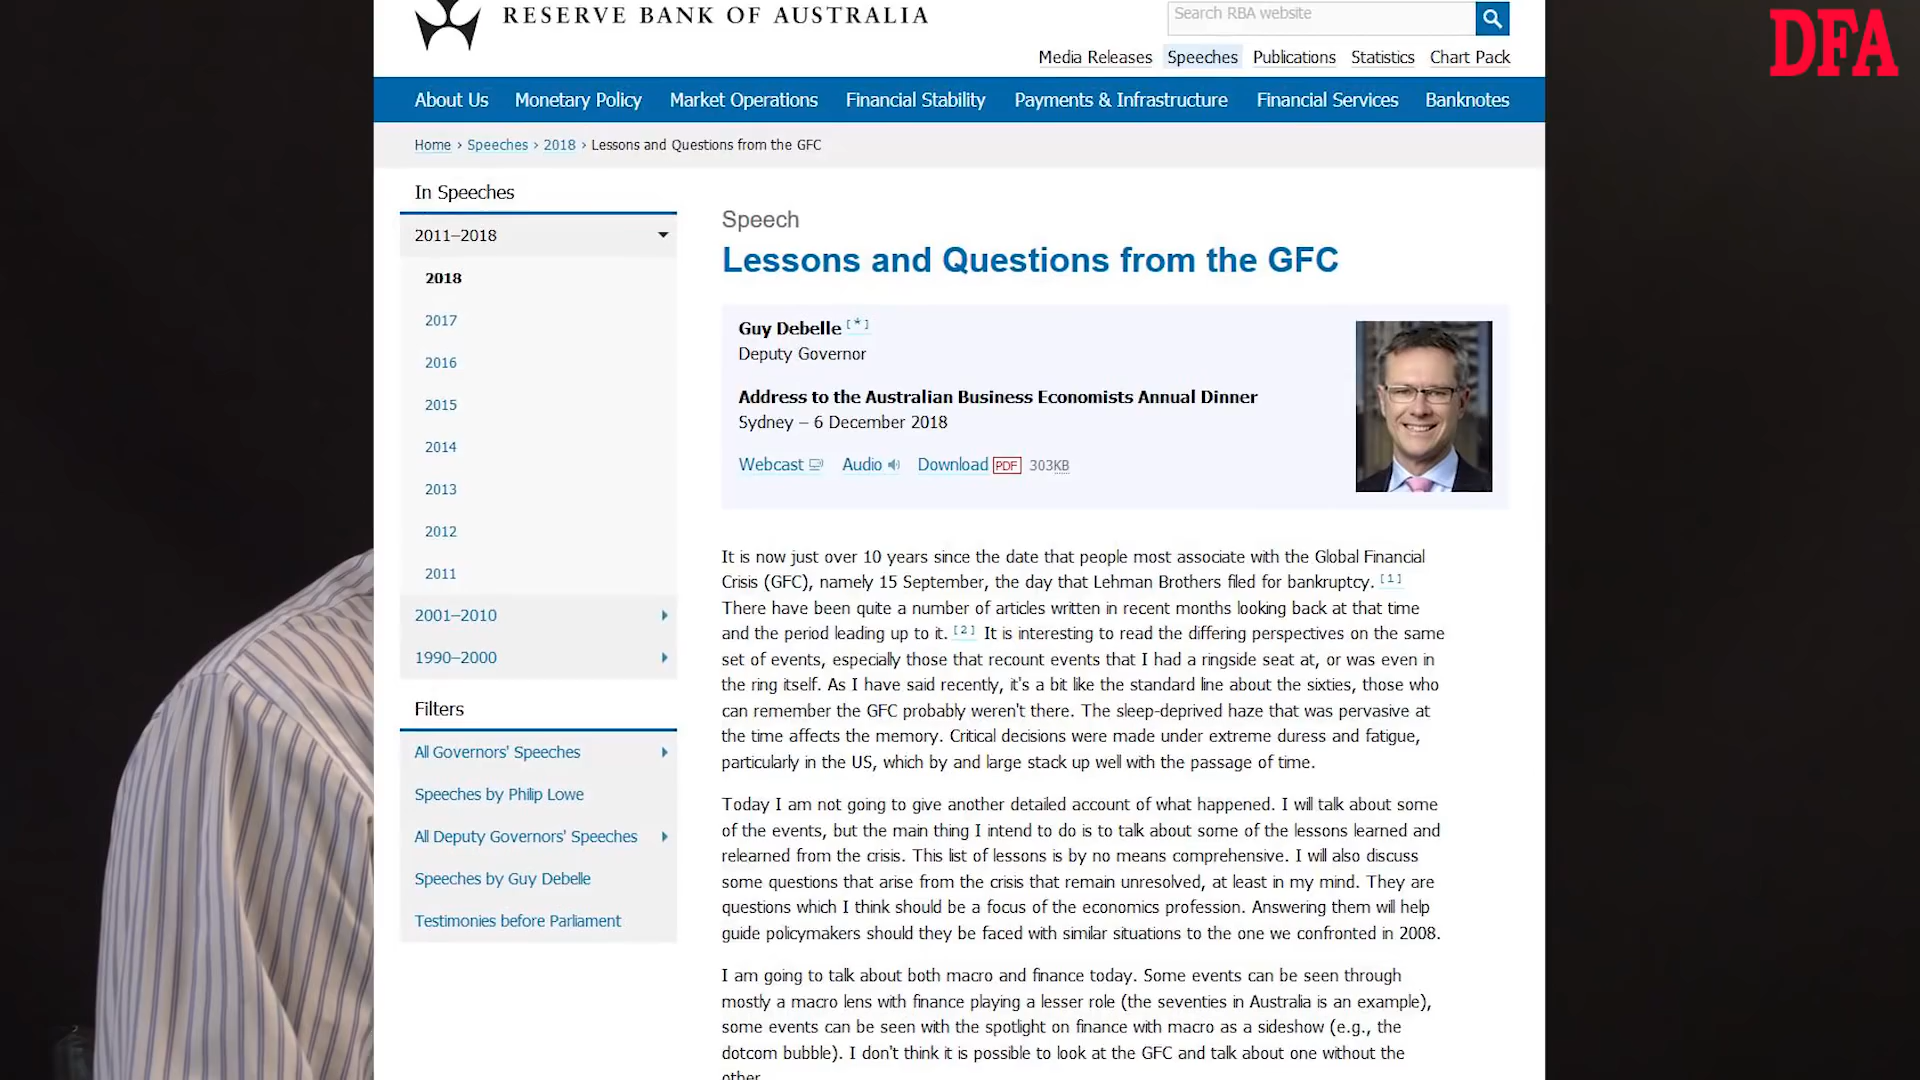 RESERVE BANK OF AUSTRALIA
Search RBA website
DFA
Media Releases Speeches Publications Statistics Chart Pack
About Us Monetary Policy Market Operations Financial Stability Payments & Infrastructure Financial Services Banknotes
Home › Speeches › 2018 › Lessons and Questions from the GFC
In Speeches
2011–2018
2018
2017
2016
2015
2014
2013
2012
2011
2001–2010
1990–2000
Filters
All Governors' Speeches
Speeches by Philip Lowe
All Deputy Governors' Speeches
Speeches by Guy Debelle
Testimonies before Parliament
Speech
Lessons and Questions from the GFC
Guy Debelle [*]
Deputy Governor
Address to the Australian Business Economists Annual Dinner
Sydney – 6 December 2018
Webcast Audio Download PDF 303KB
It is now just over 10 years since the date that people most associate with the Global Financial
Crisis (GFC), namely 15 September, the day that Lehman Brothers filed for bankruptcy. [1]
There have been quite a number of articles written in recent months looking back at that time
and the period leading up to it. [2] It is interesting to read the differing perspectives on the same
set of events, especially those that recount events that I had a ringside seat at, or was even in
the ring itself. As I have said recently, it's a bit like the standard line about the sixties, those who
can remember the GFC probably weren't there. The sleep-deprived haze that was pervasive at
the time affects the memory. Critical decisions were made under extreme duress and fatigue,
particularly in the US, which by and large stack up well with the passage of time.
Today I am not going to give another detailed account of what happened. I will talk about some
of the events, but the main thing I intend to do is to talk about some of the lessons learned and
relearned from the crisis. This list of lessons is by no means comprehensive. I will also discuss
some questions that arise from the crisis that remain unresolved, at least in my mind. They are
questions which I think should be a focus of the economics profession. Answering them will help
guide policymakers should they be faced with similar situations to the one we confronted in 2008.
I am going to talk about both macro and finance today. Some events can be seen through
mostly a macro lens with finance playing a lesser role (the seventies in Australia is an example),
some events can be seen with the spotlight on finance with macro as a sideshow (e.g., the
dotcom bubble). I don't think it is possible to look at the GFC and talk about one without the
other.